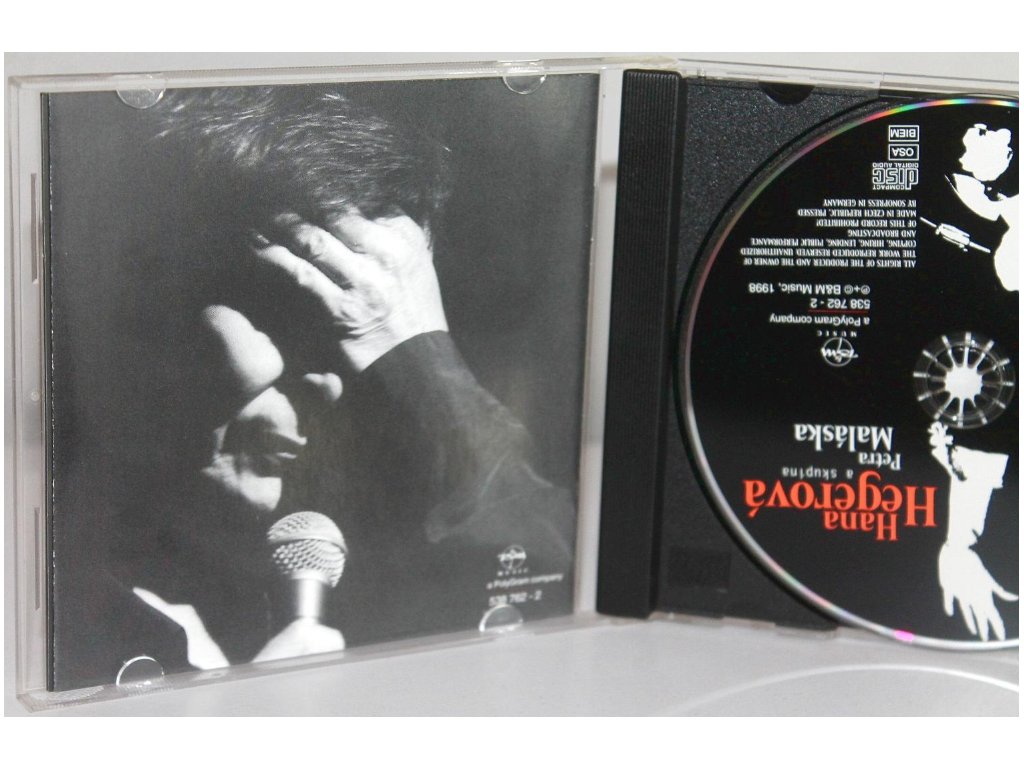 MUSIC
a PolyGram company
538 762 - 2
Hana
Hegerová
a skupina
Petra
Maláska
B&M
MUSIC
a PolyGram company
538 762 - 2
℗+© B&M Music, 1998
ALL RIGHTS OF THE PRODUCER AND THE OWNER OF
THE WORK REPRODUCED RESERVED UNAUTHORIZED
COPYING, HIRING, LENDING, PUBLIC PERFORMANCE
AND BROADCASTING
OF THIS RECORD PROHIBITED!
MADE IN CZECH REPUBLIC, PRESSED
BY SONOPRESS IN GERMANY
COMPACT
disc
DIGITAL AUDIO
OSA
BIEM